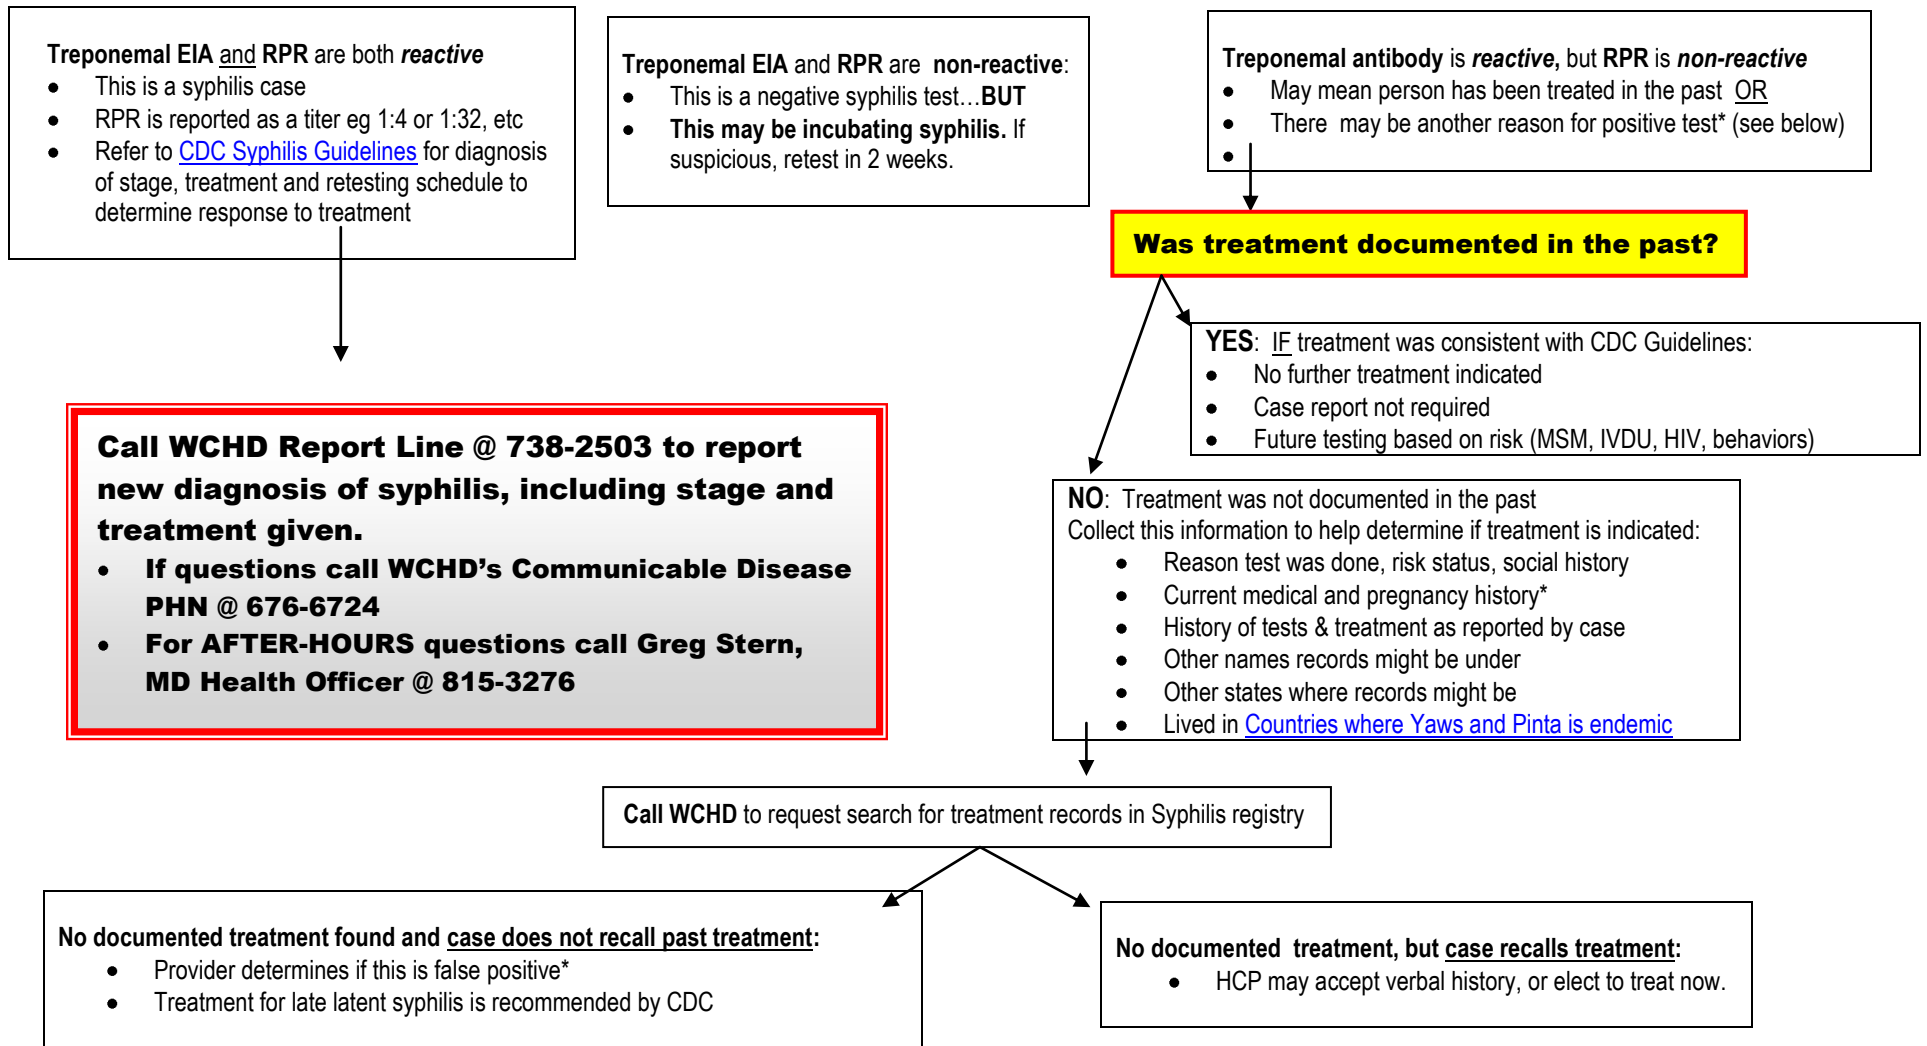 Treponemal EIA and RPR are both reactive
• This is a syphilis case
• RPR is reported as a titer eg 1:4 or 1:32, etc
• Refer to CDC Syphilis Guidelines for diagnosis
of stage, treatment and retesting schedule to
determine response to treatment
Treponemal EIA and RPR are non-reactive:
• This is a negative syphilis test…BUT
• This may be incubating syphilis. If
suspicious, retest in 2 weeks.
Treponemal antibody is reactive, but RPR is non-reactive
• May mean person has been treated in the past OR
• There may be another reason for positive test* (see below)
•
Was treatment documented in the past?
YES: IF treatment was consistent with CDC Guidelines:
• No further treatment indicated
• Case report not required
• Future testing based on risk (MSM, IVDU, HIV, behaviors)
Call WCHD Report Line @ 738-2503 to report
new diagnosis of syphilis, including stage and
treatment given.
• If questions call WCHD’s Communicable Disease
PHN @ 676-6724
• For AFTER-HOURS questions call Greg Stern,
MD Health Officer @ 815-3276
NO: Treatment was not documented in the past
Collect this information to help determine if treatment is indicated:
• Reason test was done, risk status, social history
• Current medical and pregnancy history*
• History of tests & treatment as reported by case
• Other names records might be under
• Other states where records might be
• Lived in Countries where Yaws and Pinta is endemic
Call WCHD to request search for treatment records in Syphilis registry
No documented treatment found and case does not recall past treatment:
• Provider determines if this is false positive*
• Treatment for late latent syphilis is recommended by CDC
No documented treatment, but case recalls treatment:
• HCP may accept verbal history, or elect to treat now.